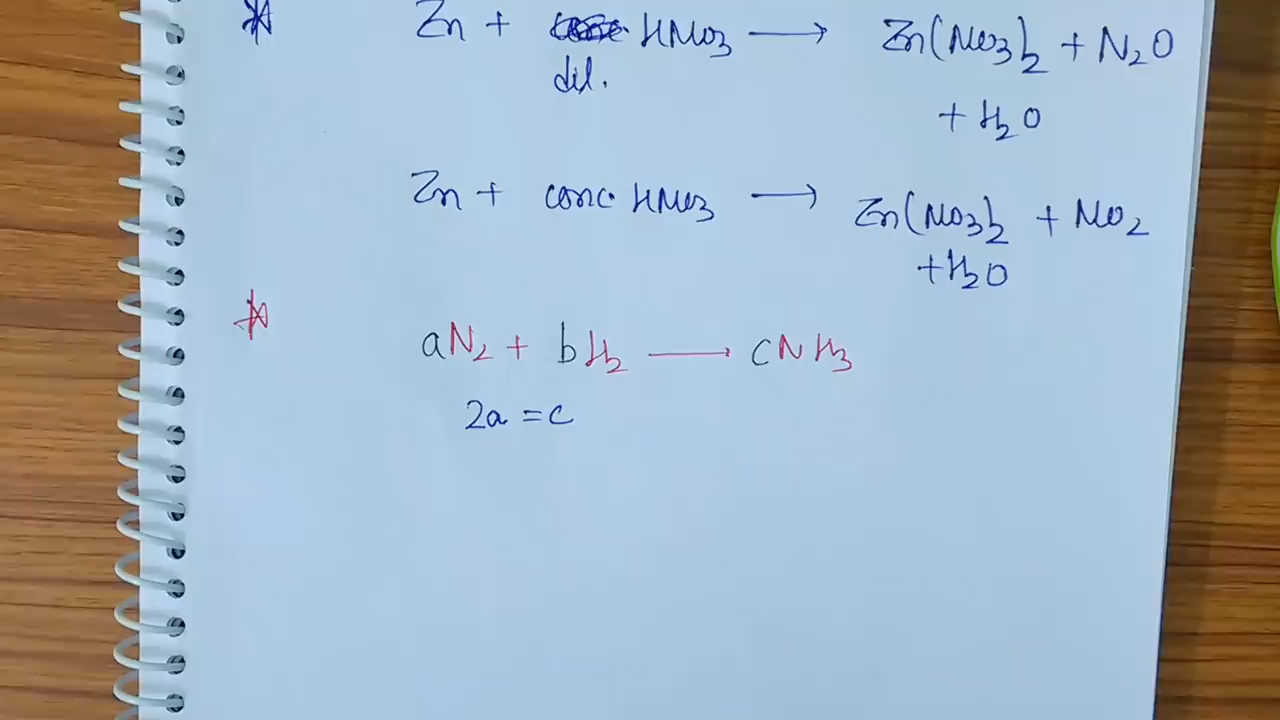 Zn + HNO3 ⟶ Zn(NO3)2 + N2O
dil.
+ H2O
Zn + conc. HNO3 ⟶ Zn(NO3)2 + NO2
+ H2O
aN2 + bH2 ⟶ cNH3
2a = c